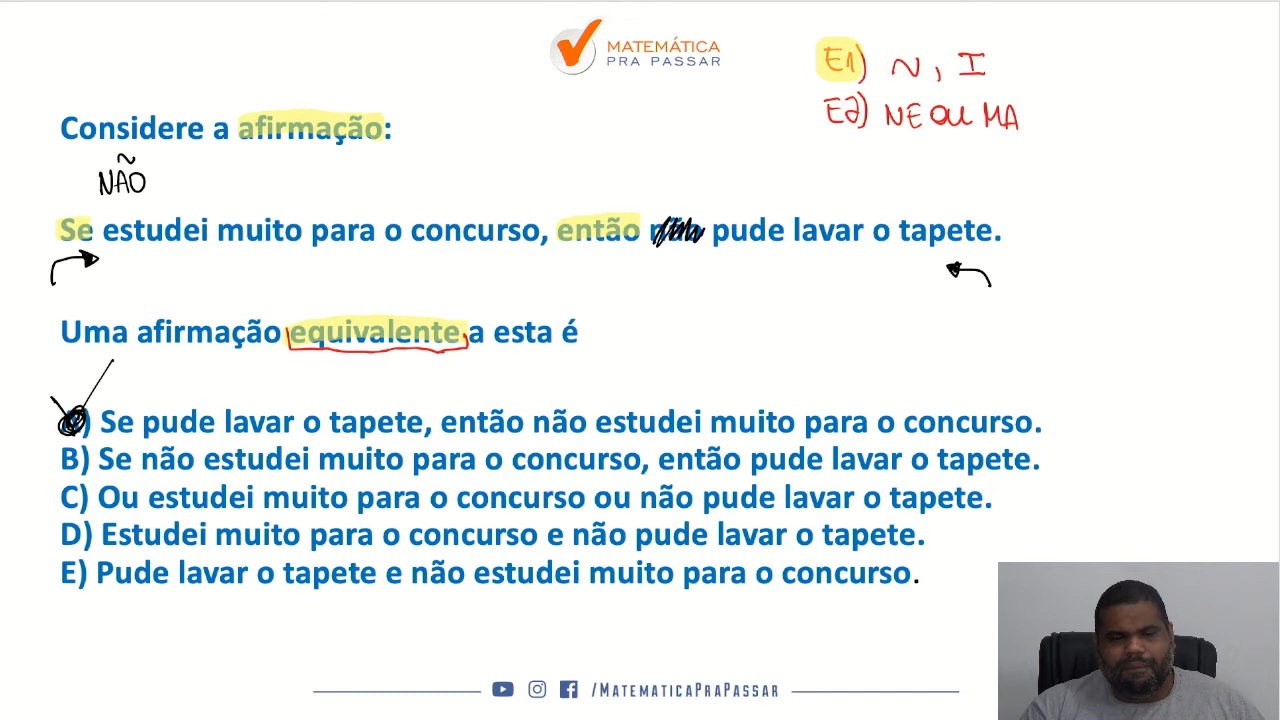 MATEMÁTICA
PRA PASSAR
E1) ~, I
E2) NE OU MA
Considere a afirmação:
~
NÃO
Se estudei muito para o concurso, então não pude lavar o tapete.
Uma afirmação equivalente a esta é
) Se pude lavar o tapete, então não estudei muito para o concurso.
B) Se não estudei muito para o concurso, então pude lavar o tapete.
C) Ou estudei muito para o concurso ou não pude lavar o tapete.
D) Estudei muito para o concurso e não pude lavar o tapete.
E) Pude lavar o tapete e não estudei muito para o concurso.
/MatematicaPraPassar